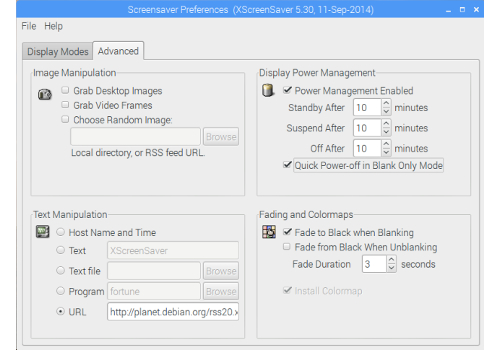 Screensaver Preferences (XScreenSaver 5.30, 11-Sep-2014)
File Help
Display Modes Advanced
Image Manipulation
Grab Desktop Images
Grab Video Frames
Choose Random Image:
Browse
Local directory, or RSS feed URL.
Display Power Management
Power Management Enabled
Standby After 10 minutes
Suspend After 10 minutes
Off After 10 minutes
Quick Power-off in Blank Only Mode
Text Manipulation
Host Name and Time
Text XScreenSaver
Text file Browse
Program fortune Browse
URL http://planet.debian.org/rss20.x
Fading and Colormaps
Fade to Black when Blanking
Fade from Black When Unblanking
Fade Duration 3 seconds
Install Colormap